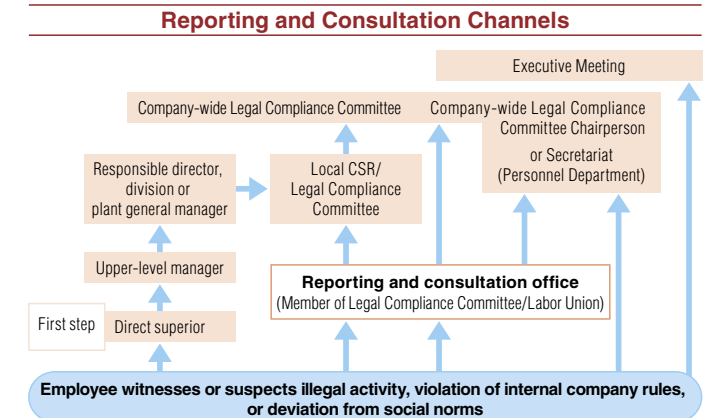 Reporting and Consultation Channels
Executive Meeting
Company-wide Legal Compliance Committee
Company-wide Legal Compliance
Committee Chairperson
or Secretariat
(Personnel Department)
Responsible director,
division or
plant general manager
Local CSR/
Legal Compliance
Committee
Upper-level manager
Reporting and consultation office
(Member of Legal Compliance Committee/Labor Union)
First step
Direct superior
Employee witnesses or suspects illegal activity, violation of internal company rules,
or deviation from social norms